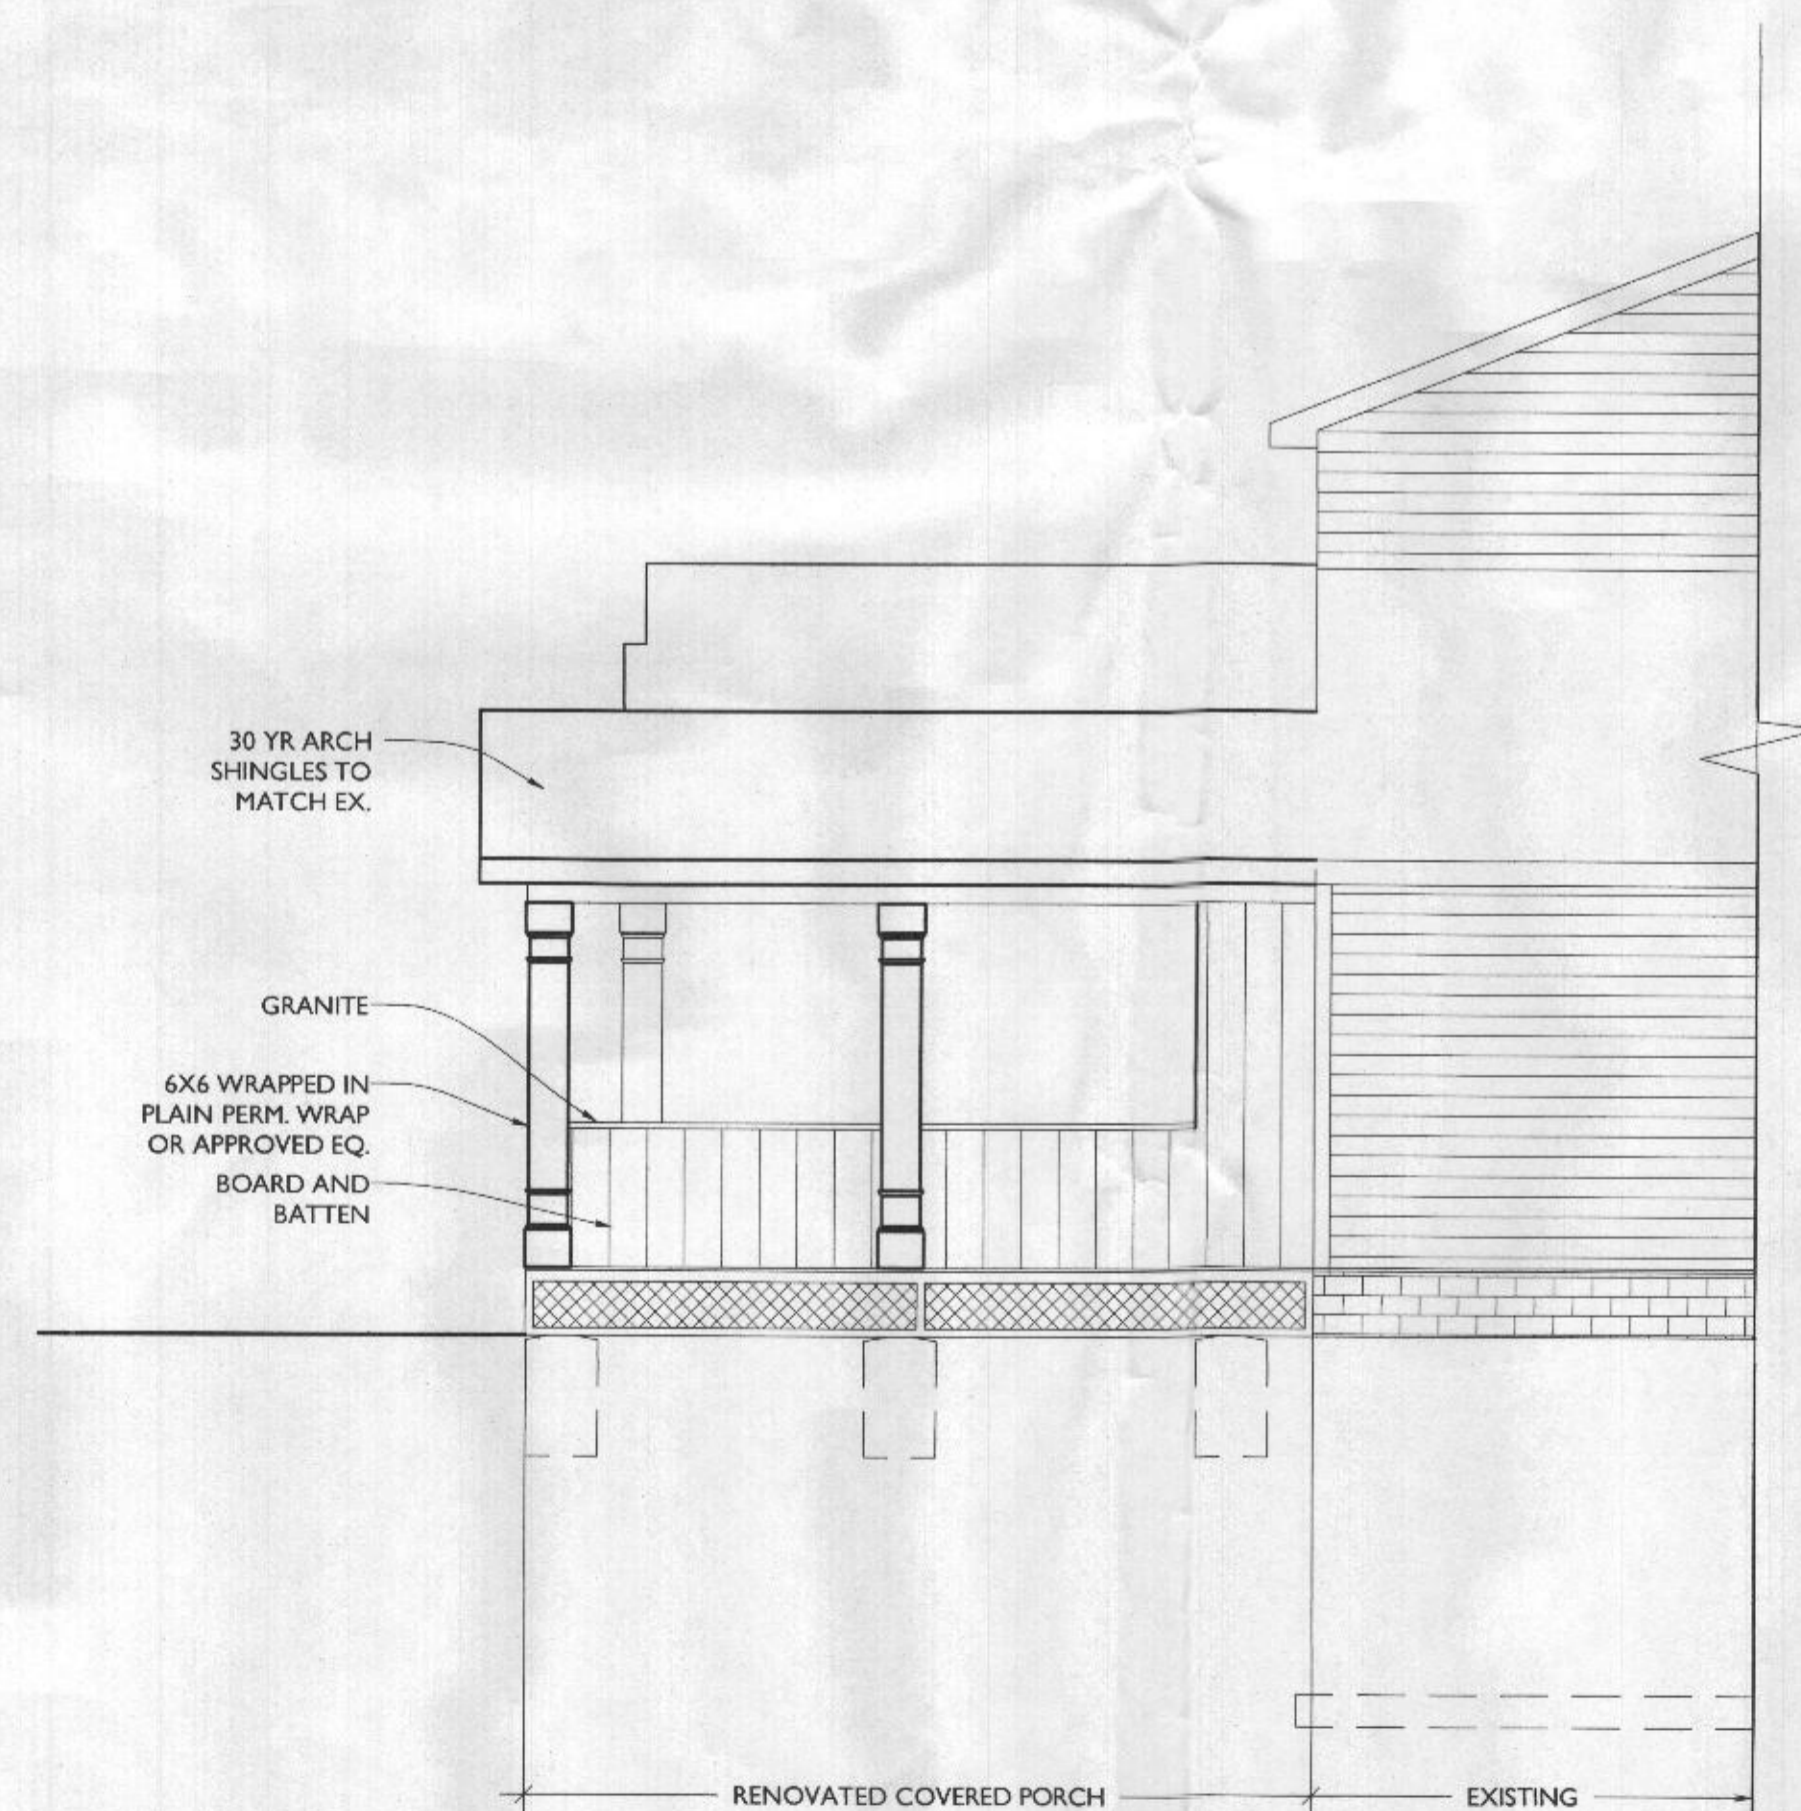 30 YR ARCH
SHINGLES TO
MATCH EX.
GRANITE
6X6 WRAPPED IN
PLAIN PERM. WRAP
OR APPROVED EQ.
BOARD AND
BATTEN
RENOVATED COVERED PORCH
EXISTING